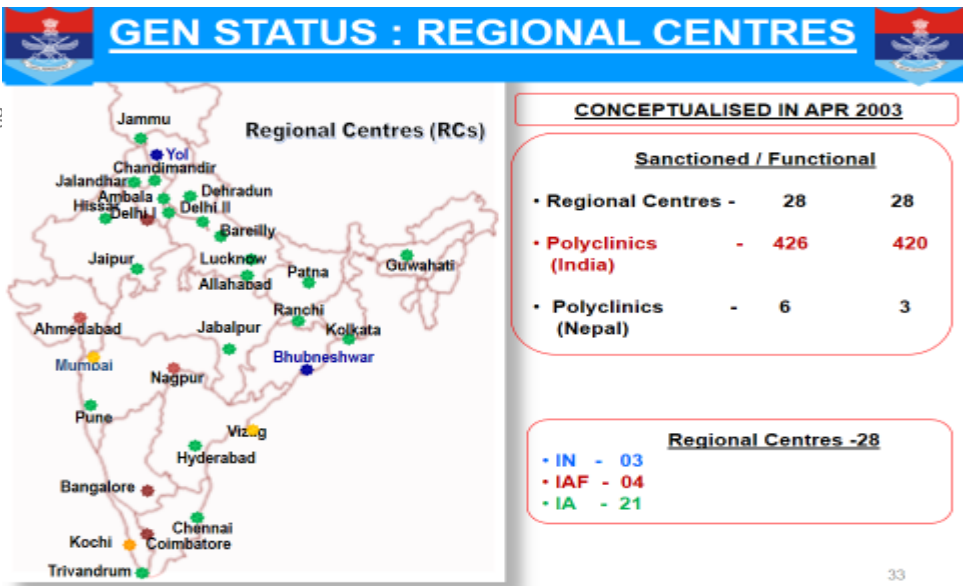 GEN STATUS : REGIONAL CENTRES
Regional Centres (RCs)
Jammu
Yol
Chandimandir
Jalandhar
Ambala
Dehradun
Hissar
Delhi I
Delhi II
Bareilly
Jaipur
Lucknow
Allahabad
Patna
Guwahati
Ranchi
Ahmedabad
Jabalpur
Kolkata
Mumbai
Nagpur
Bhubneshwar
Pune
Vizag
Hyderabad
Bangalore
Chennai
Kochi
Coimbatore
Trivandrum
CONCEPTUALISED IN APR 2003
Sanctioned / Functional
• Regional Centres - 28 28
• Polyclinics - 426 420
(India)
• Polyclinics - 6 3
(Nepal)
Regional Centres -28
• IN - 03
• IAF - 04
• IA - 21
33